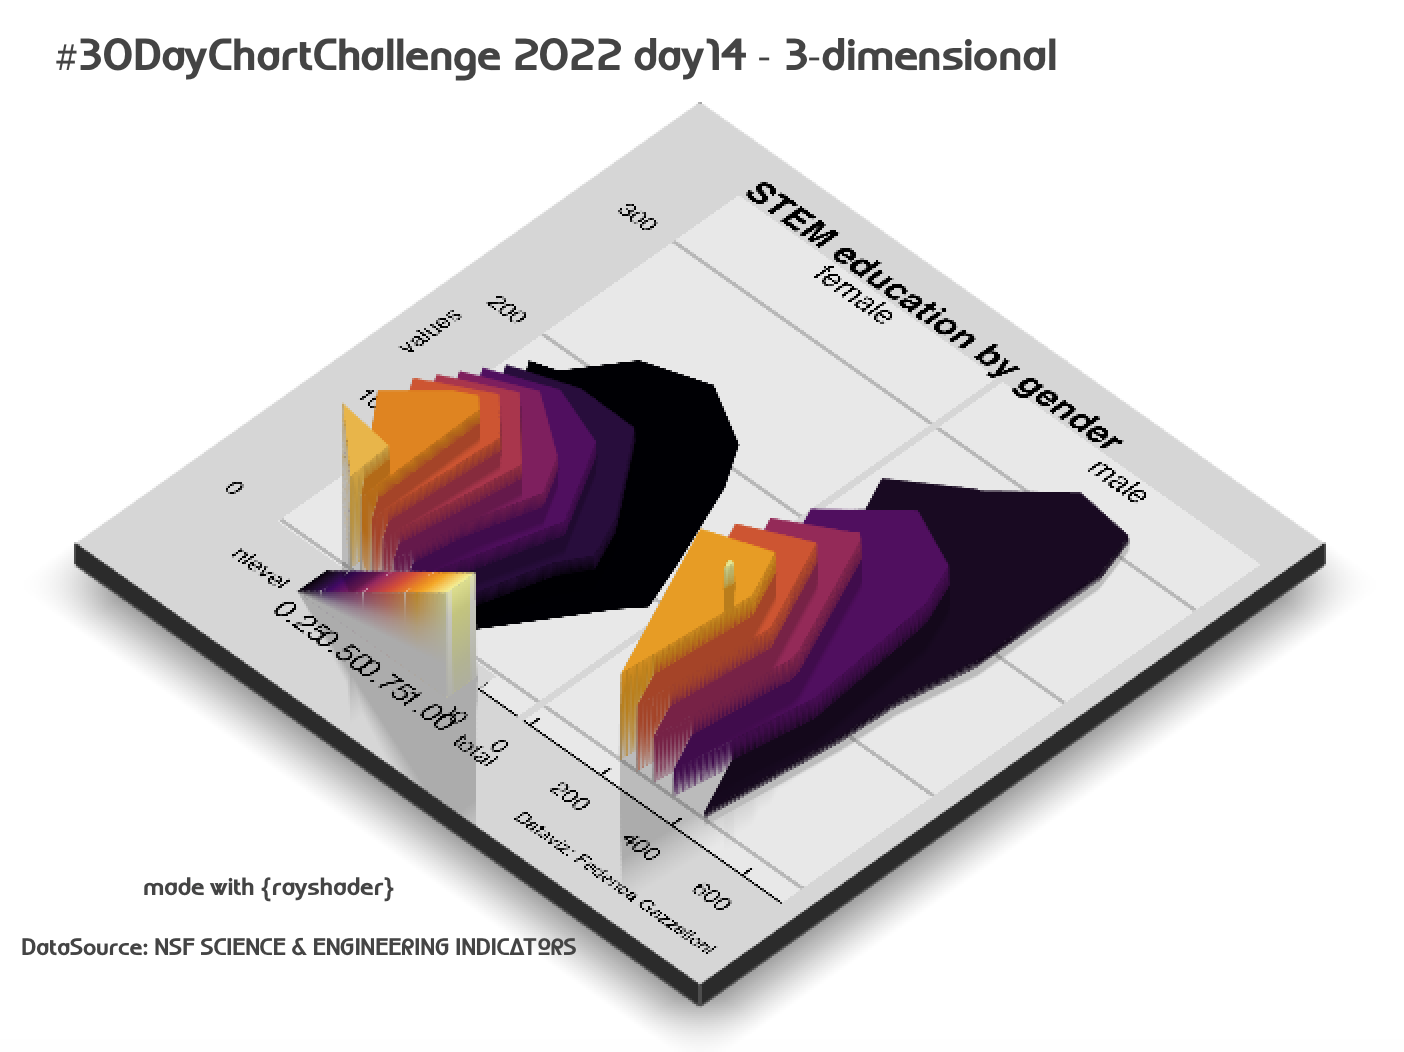 #30DayChartChallenge 2022 day14 - 3-dimensional
STEM education by gender
female
male
300
200
values
0
nlevel
0.250.500.751.00
total
0
200
400
600
Dataviz: Federica Gazzelloni
made with {rayshader}
DataSource: NSF SCIENCE & ENGINEERING INDICATORS